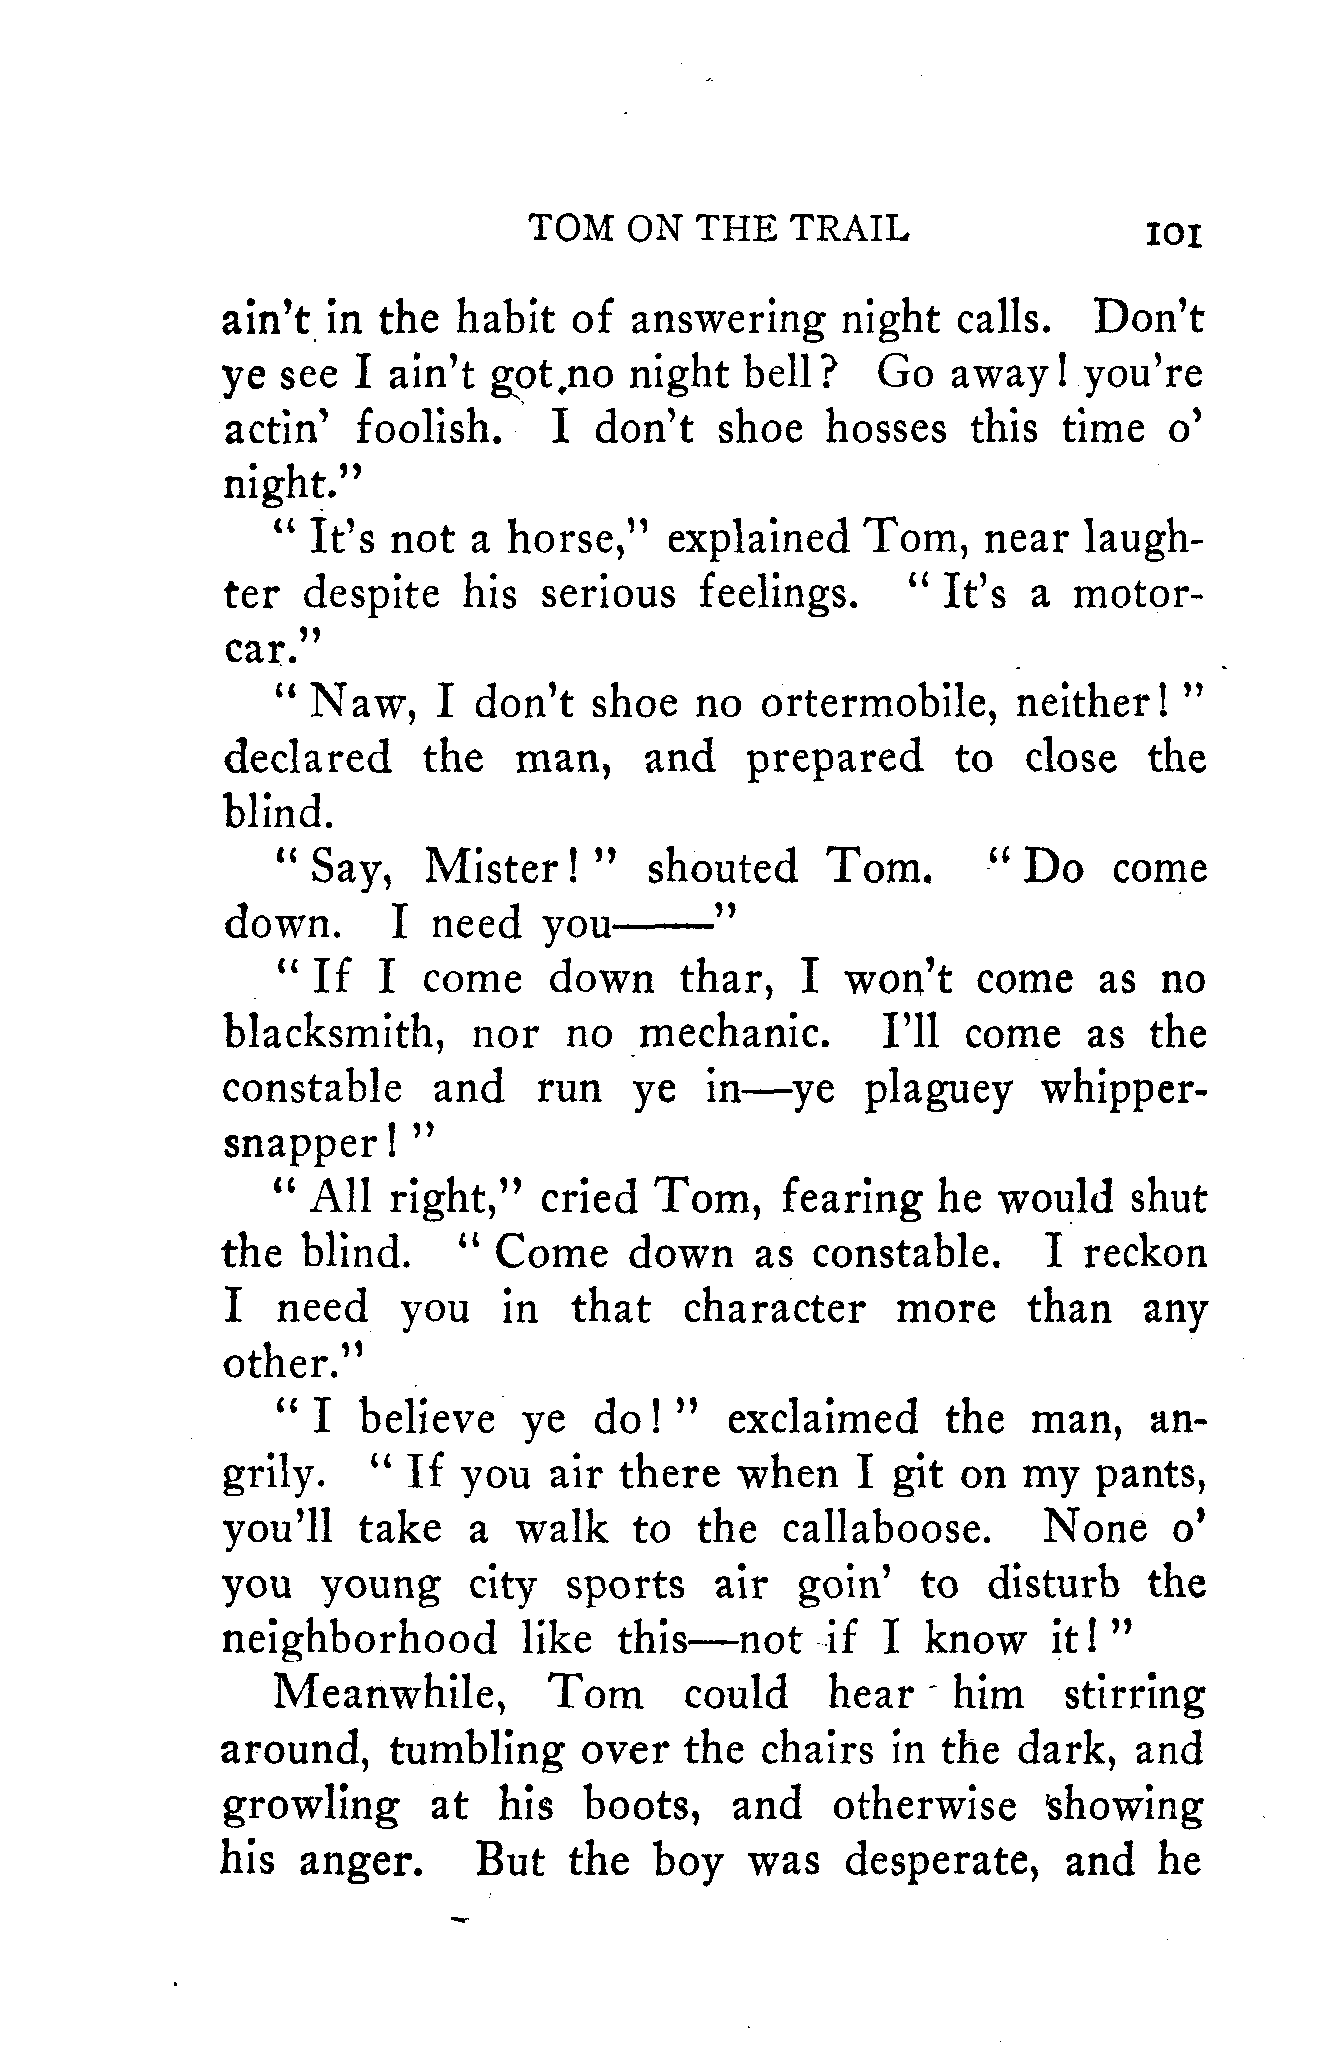 TOM ON THE TRAIL 101
ain't in the habit of answering night calls. Don't
ye see I ain't got no night bell? Go away! you're
actin' foolish. I don't shoe hosses this time o'
night."
"It's not a horse," explained Tom, near laugh-
ter despite his serious feelings. "It's a motor-
car."
"Naw, I don't shoe no ortermobile, neither!"
declared the man, and prepared to close the
blind.
"Say, Mister!" shouted Tom. "Do come
down. I need you——"
"If I come down thar, I won't come as no
blacksmith, nor no mechanic. I'll come as the
constable and run ye in—ye plaguey whipper-
snapper!"
"All right," cried Tom, fearing he would shut
the blind. "Come down as constable. I reckon
I need you in that character more than any
other."
"I believe ye do!" exclaimed the man, an-
grily. "If you air there when I git on my pants,
you'll take a walk to the callaboose. None o'
you young city sports air goin' to disturb the
neighborhood like this—not if I know it!"
Meanwhile, Tom could hear him stirring
around, tumbling over the chairs in the dark, and
growling at his boots, and otherwise showing
his anger. But the boy was desperate, and he